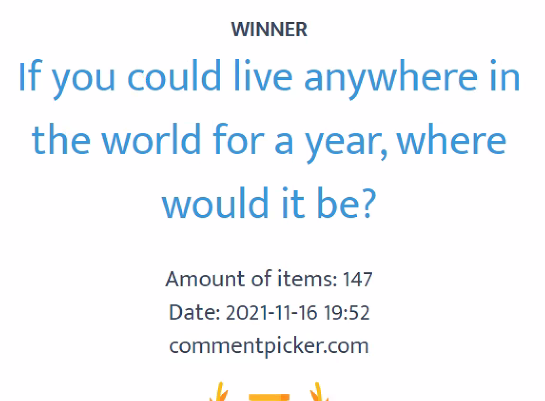 WINNER
If you could live anywhere in
the world for a year, where
would it be?
Amount of items: 147
Date: 2021-11-16 19:52
commentpicker.com